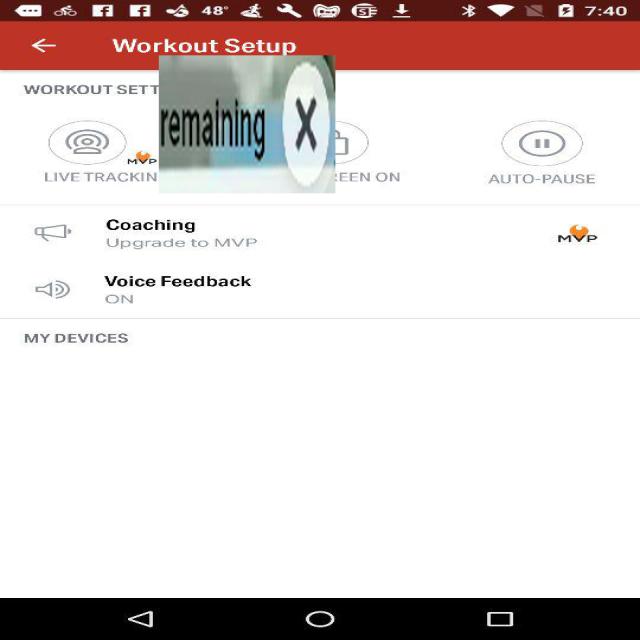 48° 7:40
Workout Setup
WORKOUT SETT
remaining X
MVP
LIVE TRACKIN REEN ON AUTO-PAUSE
Coaching
Upgrade to MVP
MVP
Voice Feedback
ON
MY DEVICES